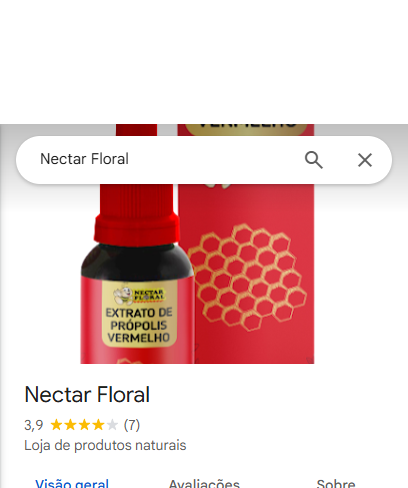 VERMELHO
Nectar Floral
NECTAR
FLORAL
EXTRATO DE
PRÓPOLIS
VERMELHO
Nectar Floral
3,9 (7)
Loja de produtos naturais
Visão geral Avaliações Sobre